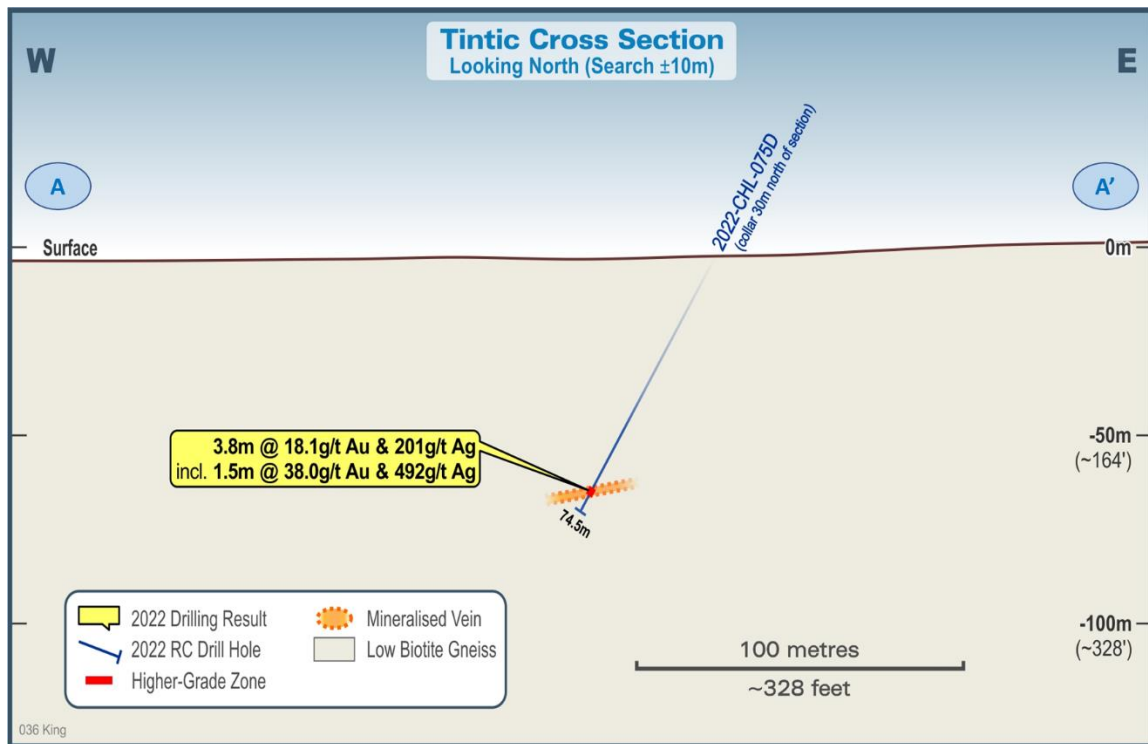 Tintic Cross Section
Looking North (Search ±10m)
W
E
A
A'
2022-CHL-075D
(collar 30m north of section)
Surface
0m
3.8m @ 18.1g/t Au & 201g/t Ag
incl. 1.5m @ 38.0g/t Au & 492g/t Ag
-50m
(~164')
74.5m
2022 Drilling Result
2022 RC Drill Hole
Higher-Grade Zone
Mineralised Vein
Low Biotite Gneiss
100 metres
~328 feet
-100m
(~328')
036 King